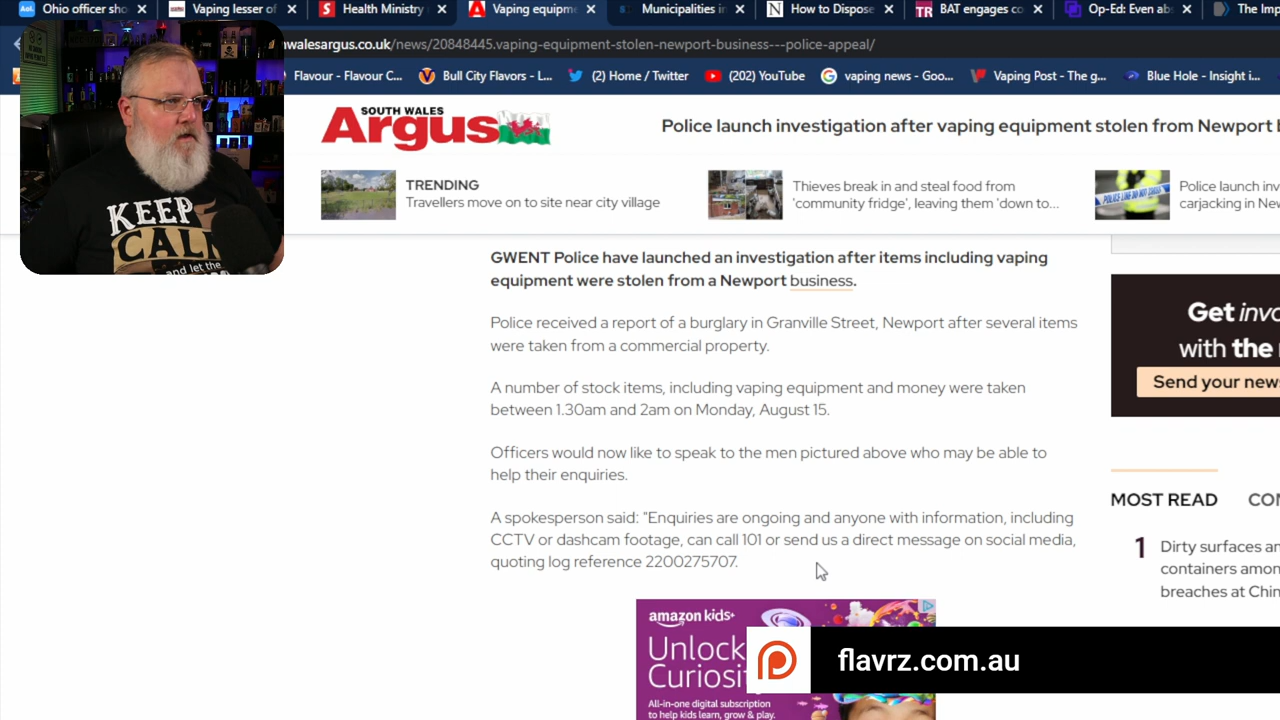 Ohio officer sho
Vaping lesser of
Health Ministry
Vaping equipm
Municipalities i
How to Dispose
BAT engages co
Op-Ed: Even ab
The Imp
walesargus.co.uk/news/20848445.vaping-equipment-stolen-newport-business---police-appeal/
Flavour - Flavour C...
Bull City Flavors - L...
(2) Home / Twitter
(202) YouTube
vaping news - Goo...
Vaping Post - The g...
Blue Hole - Insight i...
SOUTH WALES
Argus
Police launch investigation after vaping equipment stolen from Newport
TRENDING
Travellers move on to site near city village
Thieves break in and steal food from
'community fridge', leaving them 'down to...
Police launch inv
carjacking in New
KEEP
CALM
and let the
GWENT Police have launched an investigation after items including vaping
equipment were stolen from a Newport business.
Police received a report of a burglary in Granville Street, Newport after several items
were taken from a commercial property.
A number of stock items, including vaping equipment and money were taken
between 1.30am and 2am on Monday, August 15.
Officers would now like to speak to the men pictured above who may be able to
help their enquiries.
A spokesperson said: "Enquiries are ongoing and anyone with information, including
CCTV or dashcam footage, can call 101 or send us a direct message on social media,
quoting log reference 2200275707.
Get invo
with the
Send your news
MOST READ
CO
1
Dirty surfaces a
containers amon
breaches at Chin
amazon kids+
Unlock
Curiosi
All-in-one digital subscription
to help kids learn, grow & play.
flavrz.com.au